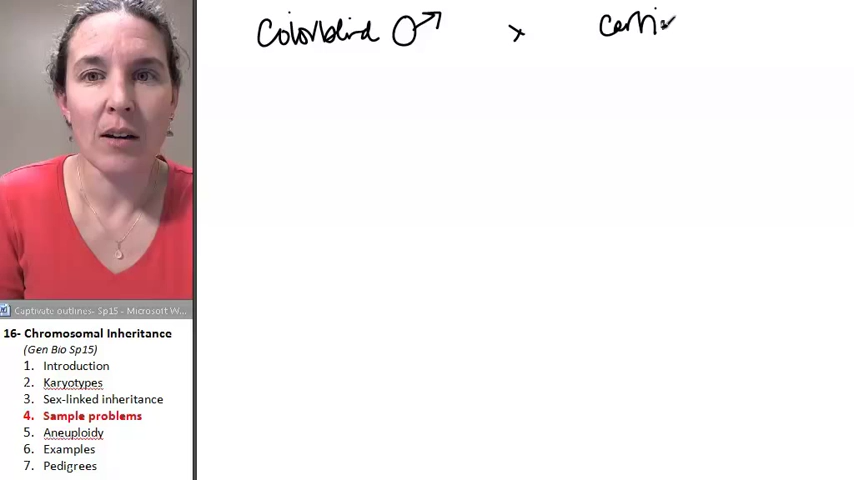 Colorblind ♂ x carri
Captivate outlines- Sp15 - Microsoft W...
16- Chromosomal Inheritance
(Gen Bio Sp15)
1. Introduction
2. Karyotypes
3. Sex-linked inheritance
4. Sample problems
5. Aneuploidy
6. Examples
7. Pedigrees